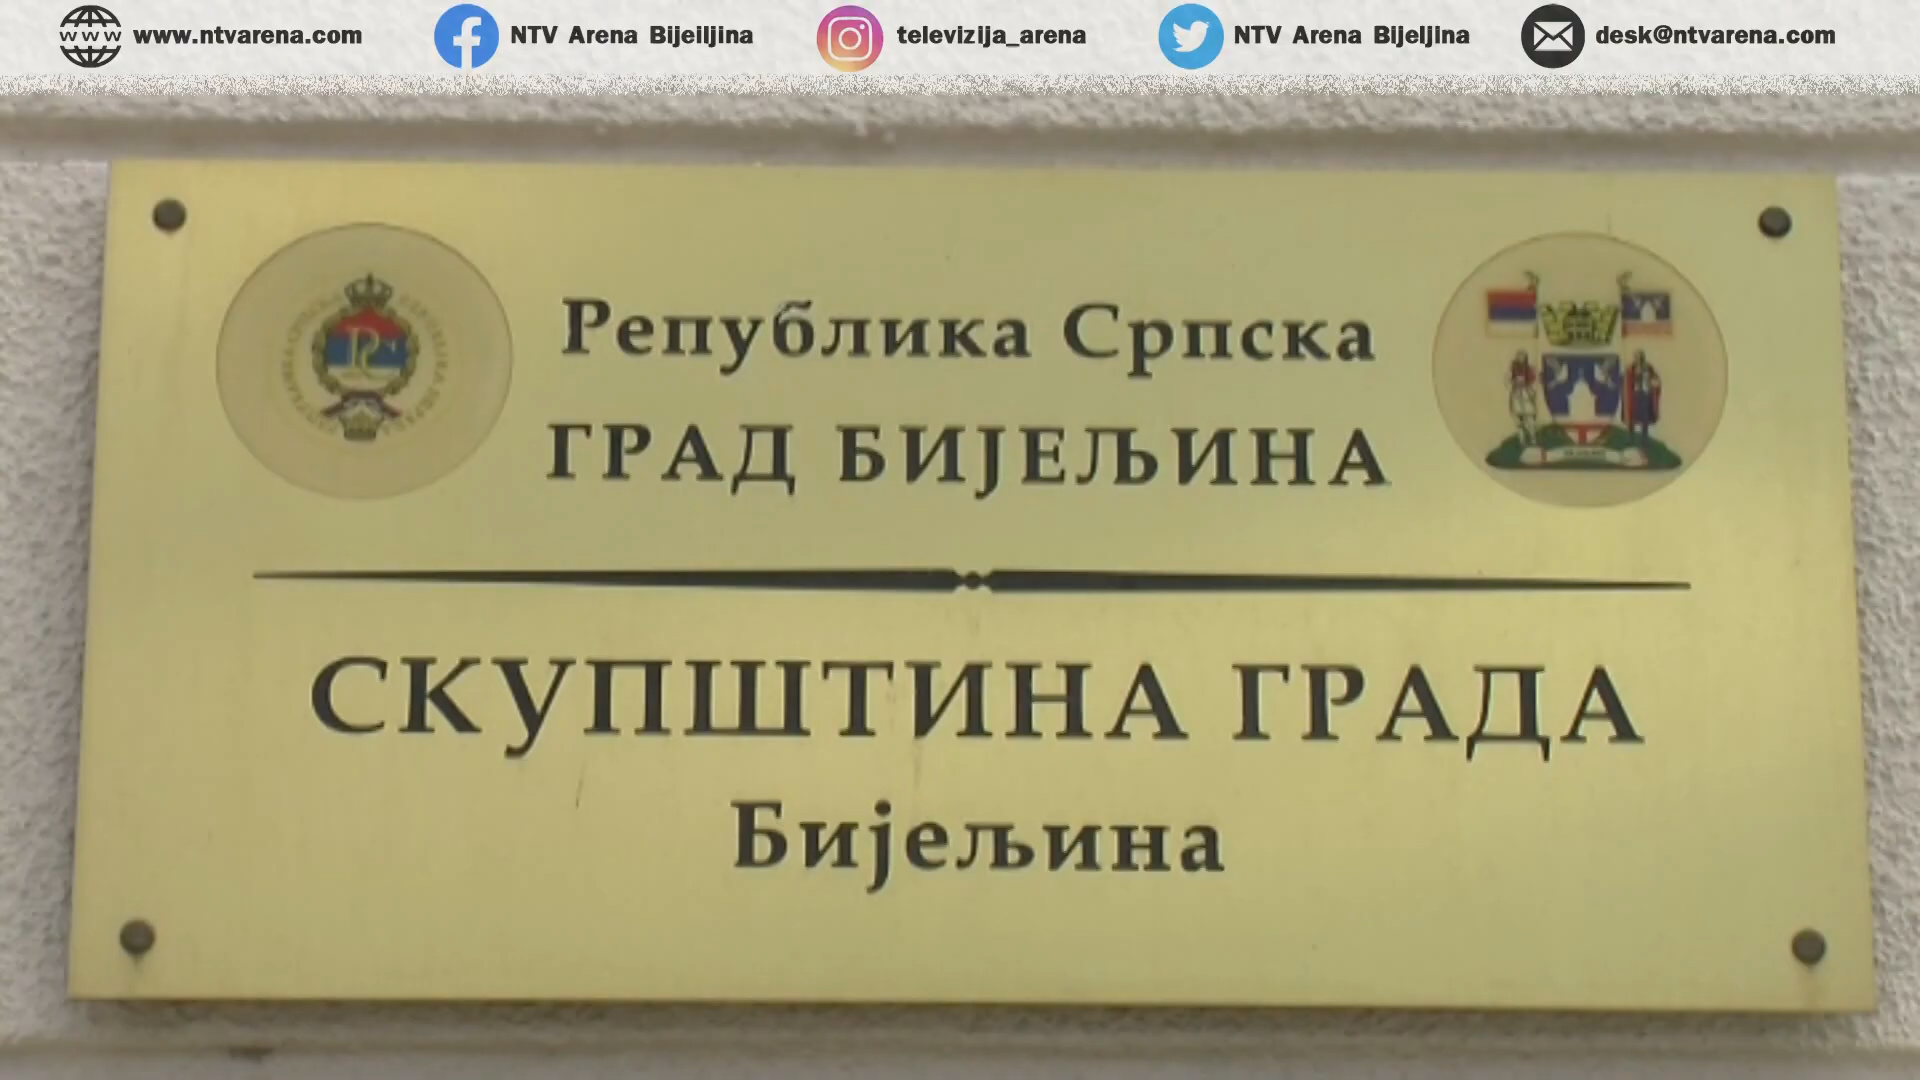 www.ntvarena.com NTV Arena Bijeiljina televizija_arena NTV Arena Bijeljina desk@ntvarena.com
Република Српска
ГРАД БИЈЕЉИНА
СКУПШТИНА ГРАДА
Бијељина